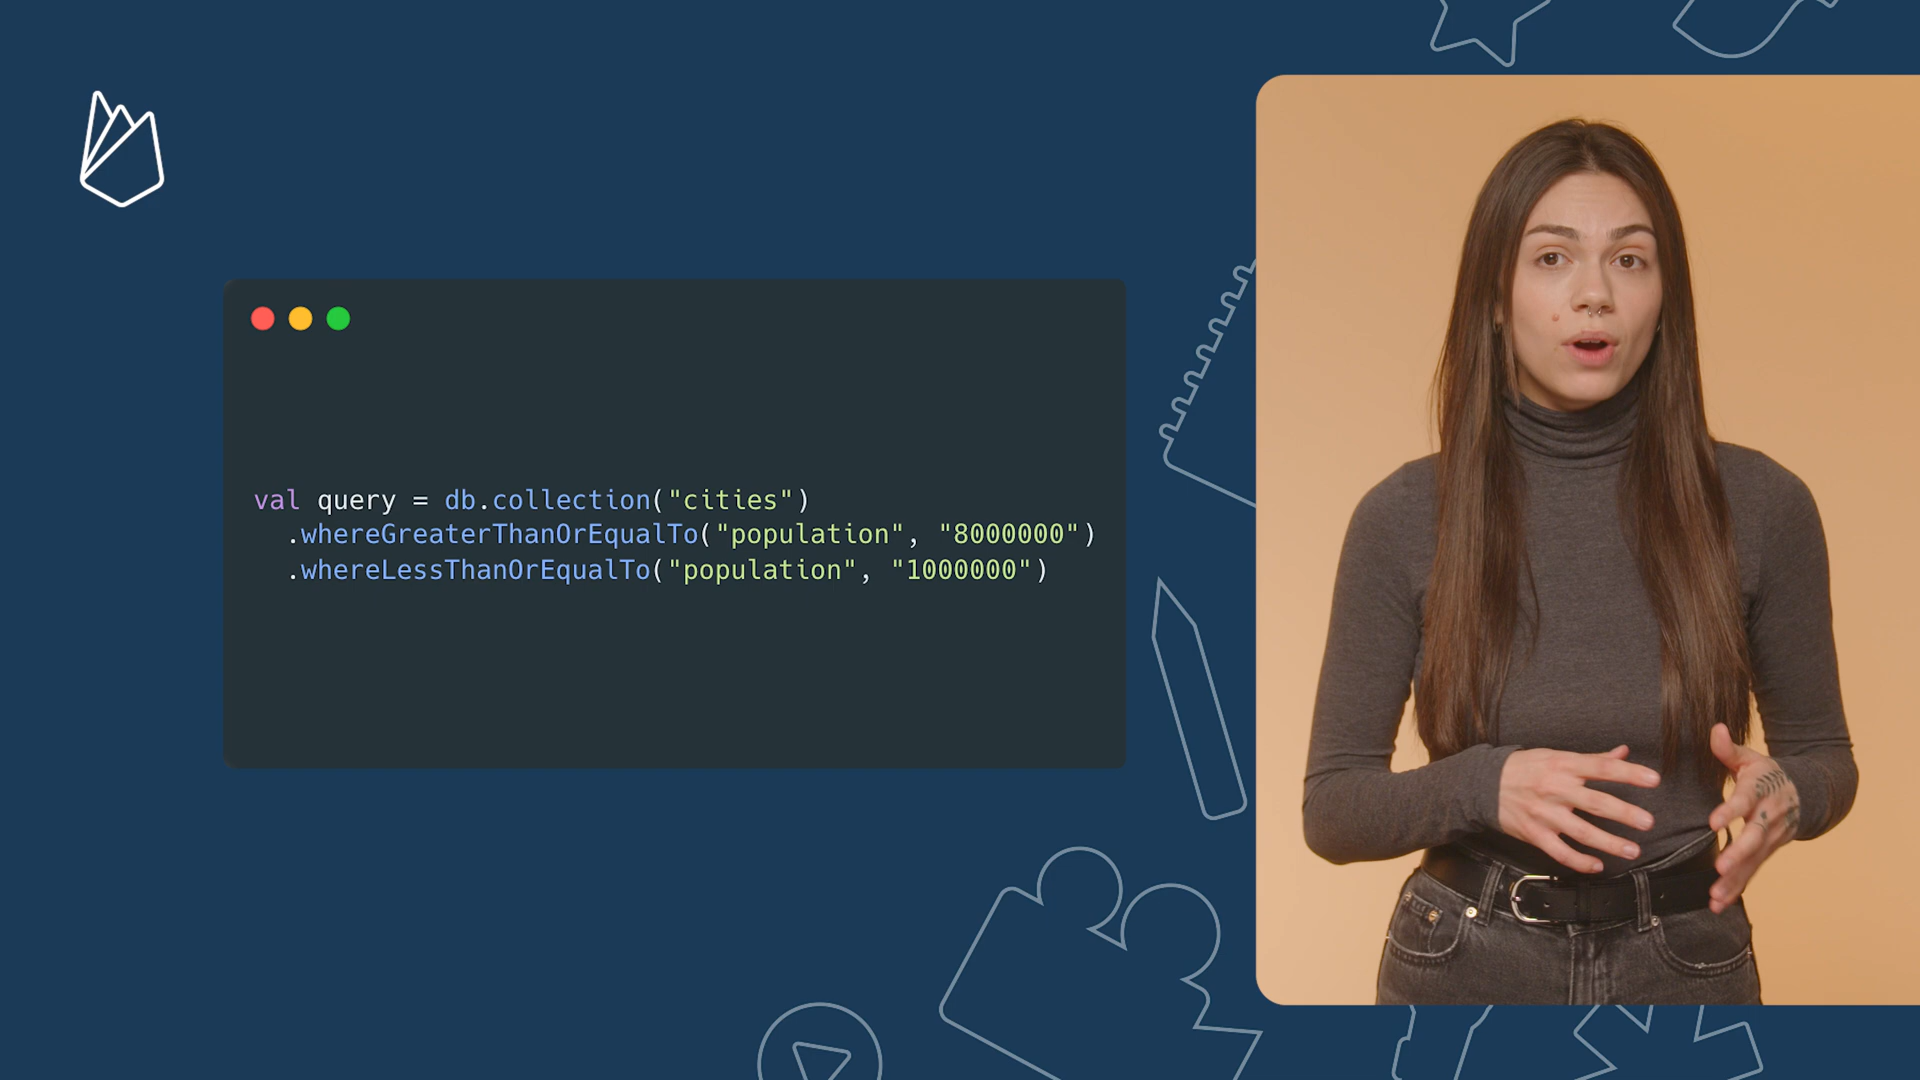 val query = db.collection("cities")
.whereGreaterThanOrEqualTo("population", "8000000")
.whereLessThanOrEqualTo("population", "1000000")